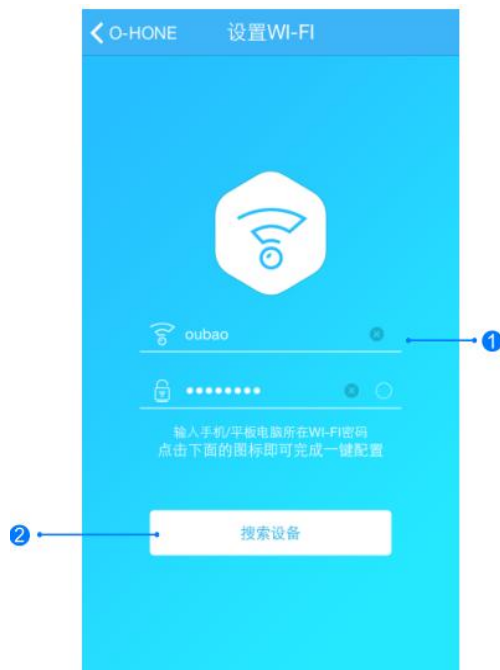 O-HONE 设置WI-FI
oubao
1
输入手机/平板电脑所在WI-FI密码
点击下面的图标即可完成一键配置
2 搜索设备